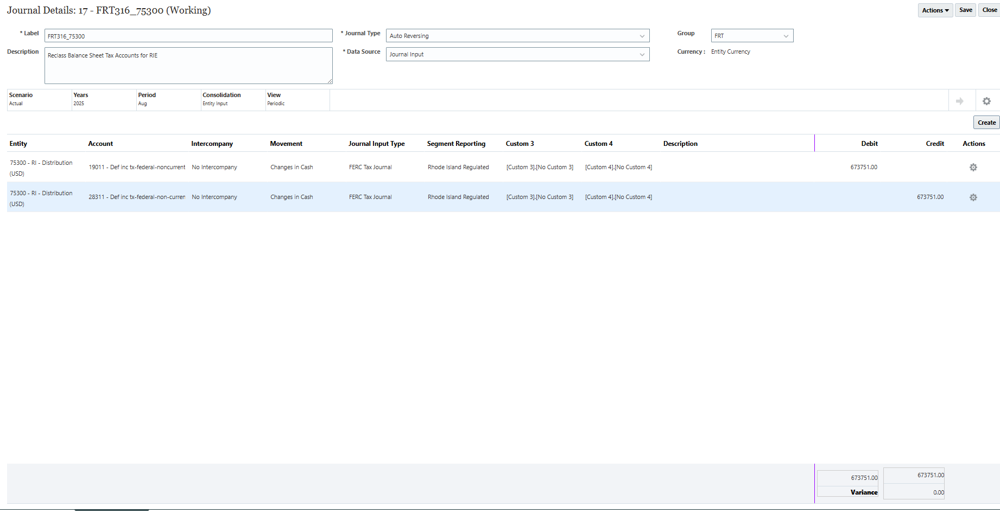 Journal Details: 17 - FRT316_75300 (Working)
Actions Save Close
* Label FRT316_75300 * Journal Type Auto Reversing Group FRT
Description Reclass Balance Sheet Tax Accounts for RIE * Data Source Journal Input Currency : Entity Currency
Scenario Years Period Consolidation View
Actual 2025 Aug Entity Input Periodic
Create
Entity Account Intercompany Movement Journal Input Type Segment Reporting Custom 3 Custom 4 Description Debit Credit Actions
75300 - RI - Distribution
(USD) 19011 - Def inc tx-federal-noncurrent No Intercompany Changes in Cash FERC Tax Journal Rhode Island Regulated [Custom 3].[No Custom 3] [Custom 4].[No Custom 4] 673751.00
75300 - RI - Distribution
(USD) 28311 - Def inc tx-federal-non-curren No Intercompany Changes in Cash FERC Tax Journal Rhode Island Regulated [Custom 3].[No Custom 3] [Custom 4].[No Custom 4] 673751.00
673751.00 673751.00
Variance 0.00